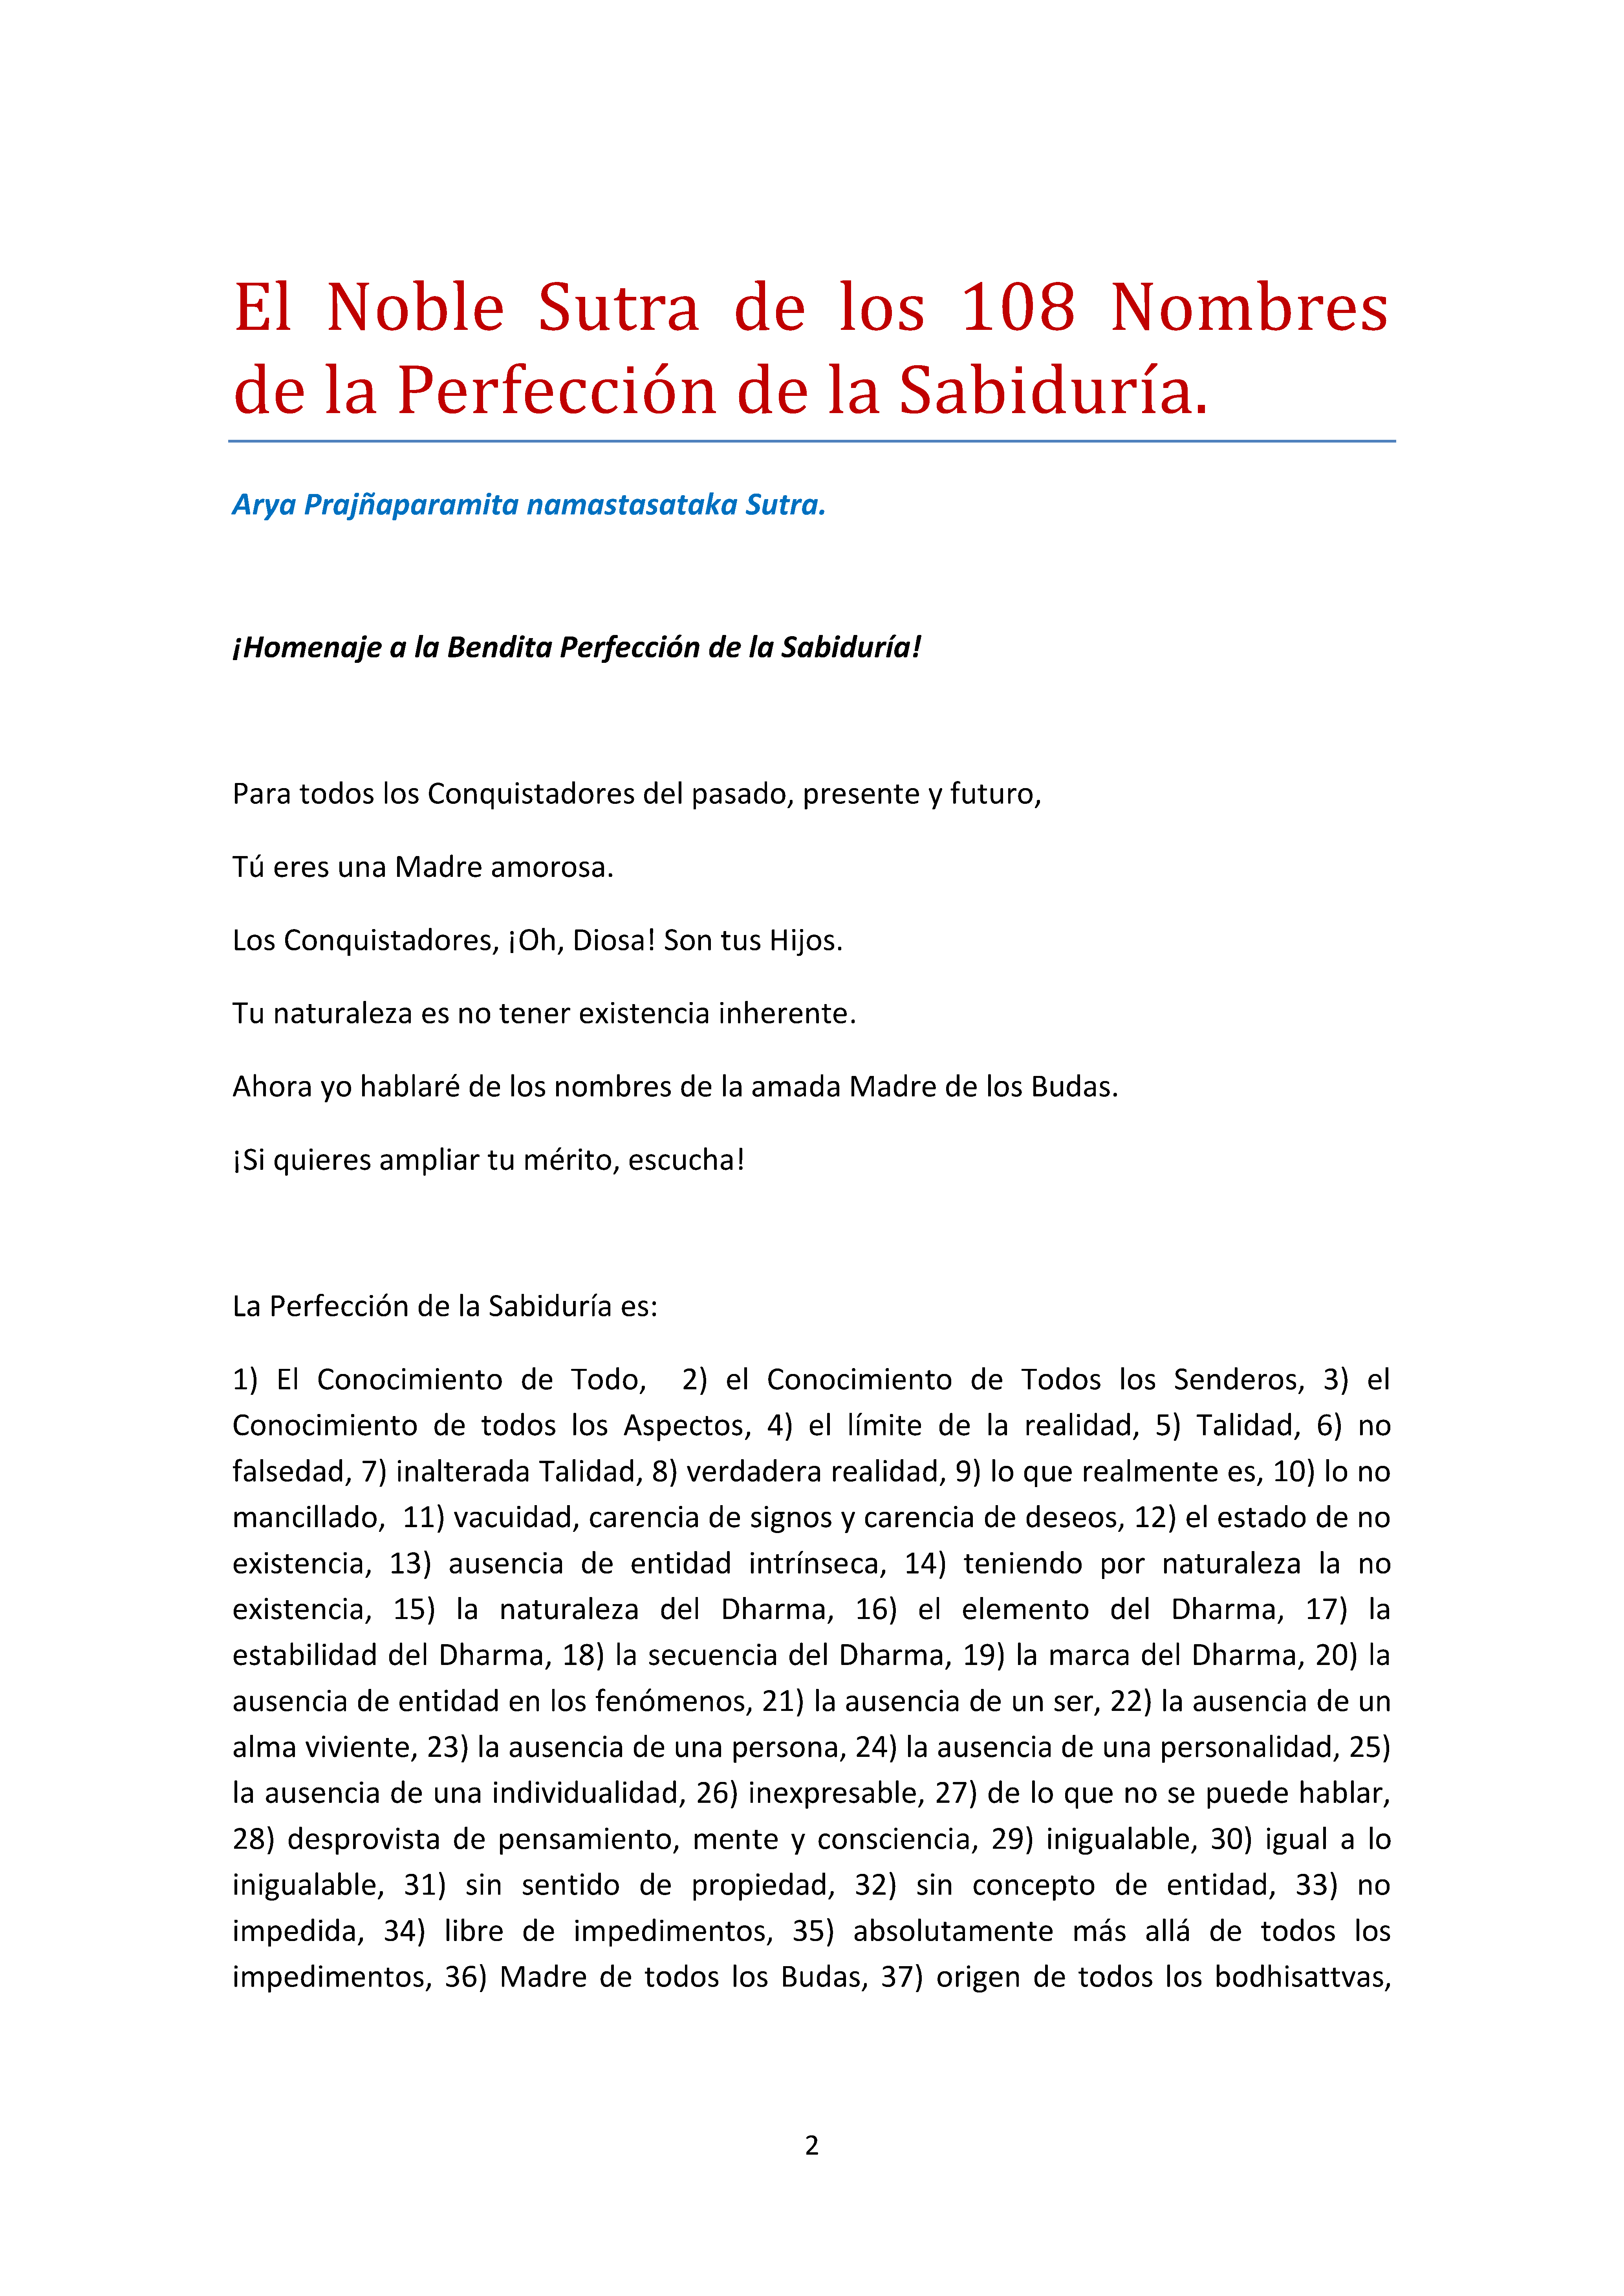 El Noble Sutra de los 108 Nombres
de la Perfección de la Sabiduría.
Arya Prajñaparamita namastasataka Sutra.
¡Homenaje a la Bendita Perfección de la Sabiduría!
Para todos los Conquistadores del pasado, presente y futuro,
Tú eres una Madre amorosa.
Los Conquistadores, ¡Oh, Diosa! Son tus Hijos.
Tu naturaleza es no tener existencia inherente.
Ahora yo hablaré de los nombres de la amada Madre de los Budas.
¡Si quieres ampliar tu mérito, escucha!
La Perfección de la Sabiduría es:
1) El Conocimiento de Todo, 2) el Conocimiento de Todos los Senderos, 3) el
Conocimiento de todos los Aspectos, 4) el límite de la realidad, 5) Talidad, 6) no
falsedad, 7) inalterada Talidad, 8) verdadera realidad, 9) lo que realmente es, 10) lo no
mancillado, 11) vacuidad, carencia de signos y carencia de deseos, 12) el estado de no
existencia, 13) ausencia de entidad intrínseca, 14) teniendo por naturaleza la no
existencia, 15) la naturaleza del Dharma, 16) el elemento del Dharma, 17) la
estabilidad del Dharma, 18) la secuencia del Dharma, 19) la marca del Dharma, 20) la
ausencia de entidad en los fenómenos, 21) la ausencia de un ser, 22) la ausencia de un
alma viviente, 23) la ausencia de una persona, 24) la ausencia de una personalidad, 25)
la ausencia de una individualidad, 26) inexpresable, 27) de lo que no se puede hablar,
28) desprovista de pensamiento, mente y consciencia, 29) inigualable, 30) igual a lo
inigualable, 31) sin sentido de propiedad, 32) sin concepto de entidad, 33) no
impedida, 34) libre de impedimentos, 35) absolutamente más allá de todos los
impedimentos, 36) Madre de todos los Budas, 37) origen de todos los bodhisattvas,
2